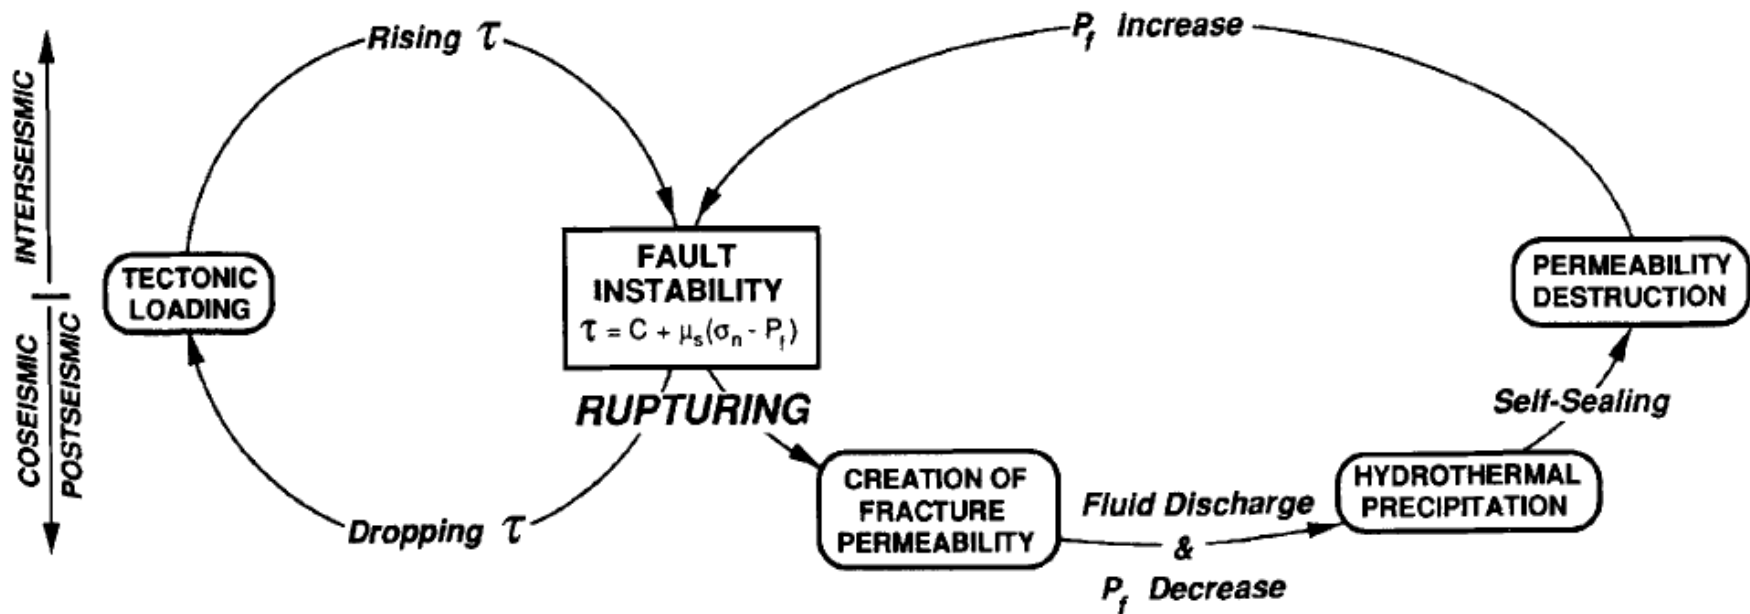 Rising τ
P_f Increase
INTERSEISMIC
FAULT
INSTABILITY
τ = C + μ_s(σ_n - P_f)
TECTONIC
LOADING
PERMEABILITY
DESTRUCTION
COSEISMIC
POSTSEISMIC
RUPTURING
Self-Sealing
CREATION OF
FRACTURE
PERMEABILITY
Fluid Discharge
&
P_f Decrease
HYDROTHERMAL
PRECIPITATION
Dropping τ